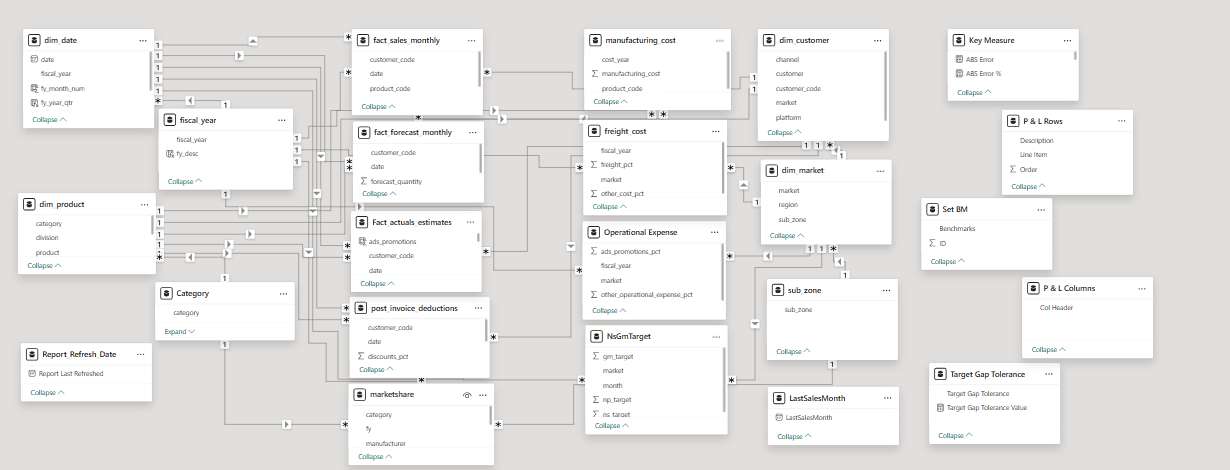 dim_date
date
fiscal_year
fy_month_num
fy_year_qtr
Collapse
fiscal_year
fiscal_year
fy_desc
Collapse
dim_product
category
division
product
Collapse
Category
category
Expand
Report_Refresh_Date
Report Last Refreshed
Collapse
fact_sales_monthly
customer_code
date
product_code
Collapse
fact_forecast_monthly
customer_code
date
forecast_quantity
Collapse
Fact_actuals_estimates
ads_promotions
customer_code
date
Collapse
post_invoice_deductions
customer_code
date
discounts_pct
Collapse
marketshare
category
fy
manufacturer
Collapse
manufacturing_cost
cost_year
manufacturing_cost
product_code
Collapse
freight_cost
fiscal_year
freight_pct
market
other_cost_pct
Collapse
Operational Expense
ads_promotions_pct
fiscal_year
market
other_operational_expense_pct
Collapse
NsGmTarget
gm_target
market
month
np_target
ns_target
Collapse
dim_customer
channel
customer
customer_code
market
platform
Collapse
dim_market
market
region
sub_zone
Collapse
sub_zone
sub_zone
Collapse
LastSalesMonth
LastSalesMonth
Collapse
Key Measure
ABS Error
ABS Error %
Collapse
P & L Rows
Description
Line Item
Order
Collapse
Set BM
Benchmarks
ID
Collapse
P & L Columns
Col Header
Collapse
Target Gap Tolerance
Target Gap Tolerance
Target Gap Tolerance Value
Collapse